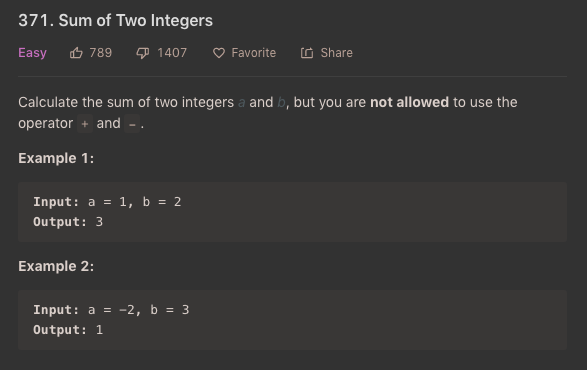 371. Sum of Two Integers
Easy 789 1407 Favorite Share
Calculate the sum of two integers a and b, but you are not allowed to use the
operator + and -.
Example 1:
Input: a = 1, b = 2
Output: 3
Example 2:
Input: a = -2, b = 3
Output: 1